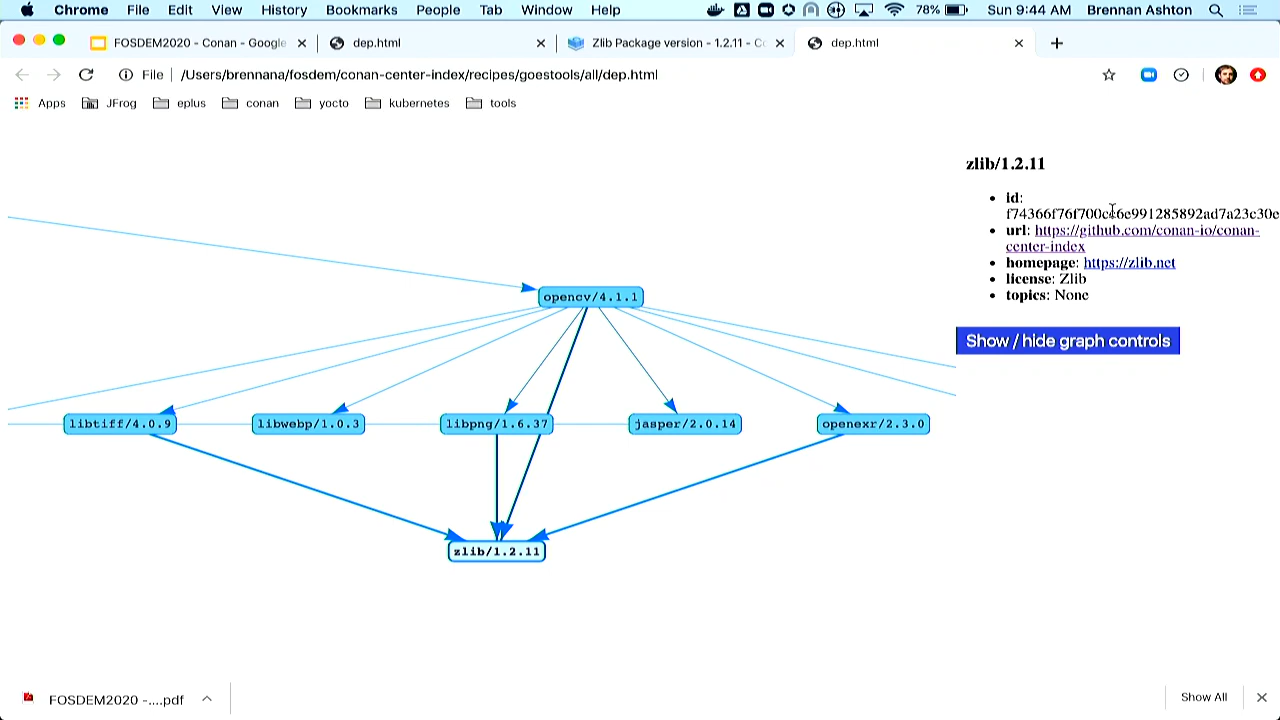 Chrome File Edit View History Bookmarks People Tab Window Help 78% Sun 9:44 AM Brennan Ashton
FOSDEM2020 - Conan - Google
dep.html
Zlib Package version - 1.2.11 - Co
dep.html
File /Users/brennana/fosdem/conan-center-index/recipes/goestools/all/dep.html
Apps JFrog eplus conan yocto kubernetes tools
zlib/1.2.11
id:
url: https://github.com/conan-io/conan-
center-index
homepage: https://zlib.net
license: Zlib
topics: None
Show / hide graph controls
opencv/4.1.1
libtiff/4.0.9 libwebp/1.0.3 libpng/1.6.37 jasper/2.0.14 openexr/2.3.0
zlib/1.2.11
FOSDEM2020 -....pdf
Show All